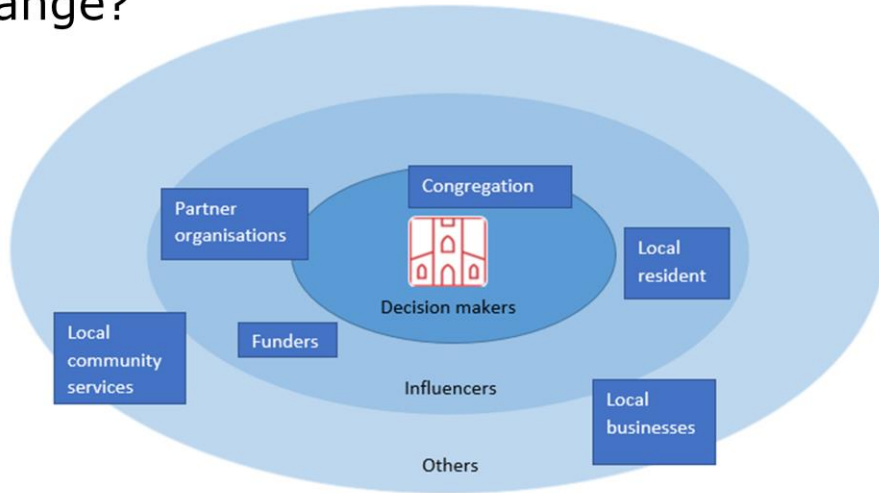 ange?
Congregation
Partner
organisations
Local
resident
Decision makers
Local
community
services
Funders
Influencers
Local
businesses
Others